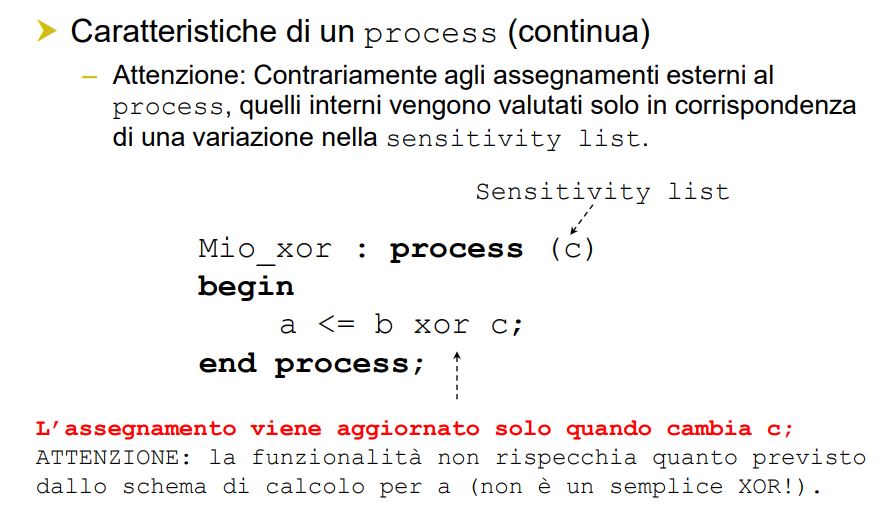 Caratteristiche di un process (continua)
– Attenzione: Contrariamente agli assegnamenti esterni al
process, quelli interni vengono valutati solo in corrispondenza
di una variazione nella sensitivity list.
Sensitivity list
Mio_xor : process (c)
begin
a <= b xor c;
end process;
L’assegnamento viene aggiornato solo quando cambia c;
ATTENZIONE: la funzionalità non rispecchia quanto previsto
dallo schema di calcolo per a (non è un semplice XOR!).